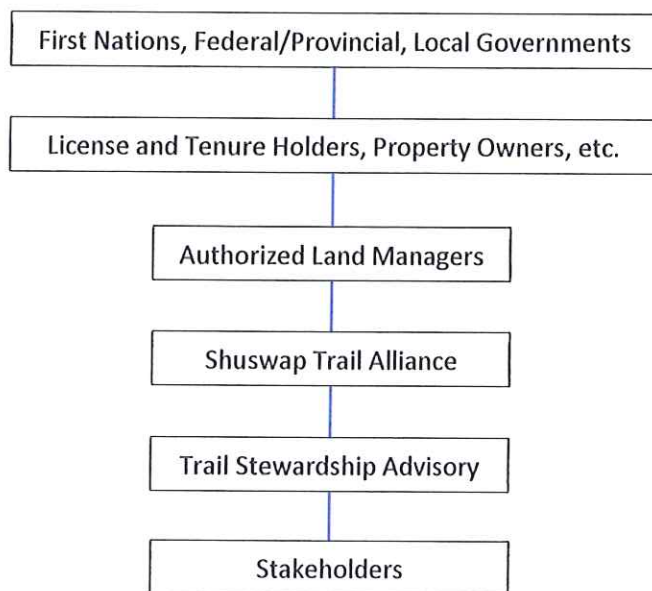 First Nations, Federal/Provincial, Local Governments
License and Tenure Holders, Property Owners, etc.
Authorized Land Managers
Shuswap Trail Alliance
Trail Stewardship Advisory
Stakeholders